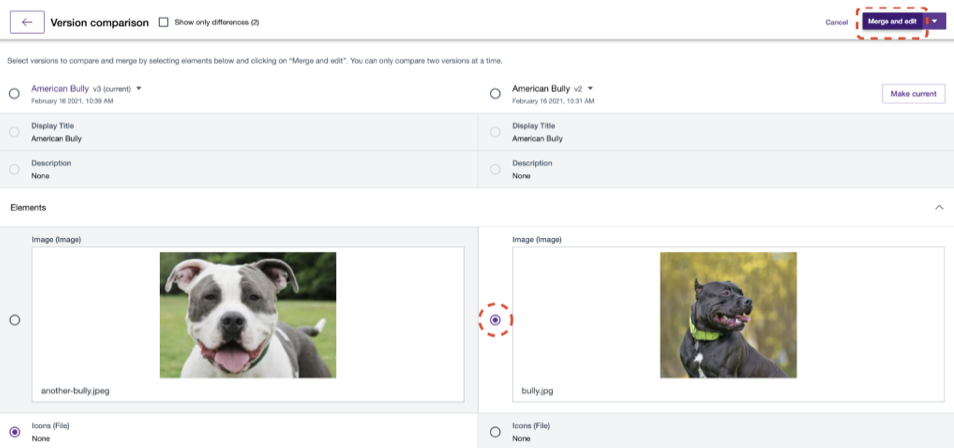 Version comparison
Show only differences (2)
Cancel
Merge and edit
Select versions to compare and merge by selecting elements below and clicking on "Merge and edit". You can only compare two versions at a time.
American Bully v3 (current)
February 16 2021, 10:39 AM
American Bully v2
February 16 2021, 10:31 AM
Make current
Display Title
American Bully
Display Title
American Bully
Description
None
Description
None
Elements
Image (Image)
another-bully.jpeg
Image (Image)
bully.jpg
Icons (File)
None
Icons (File)
None